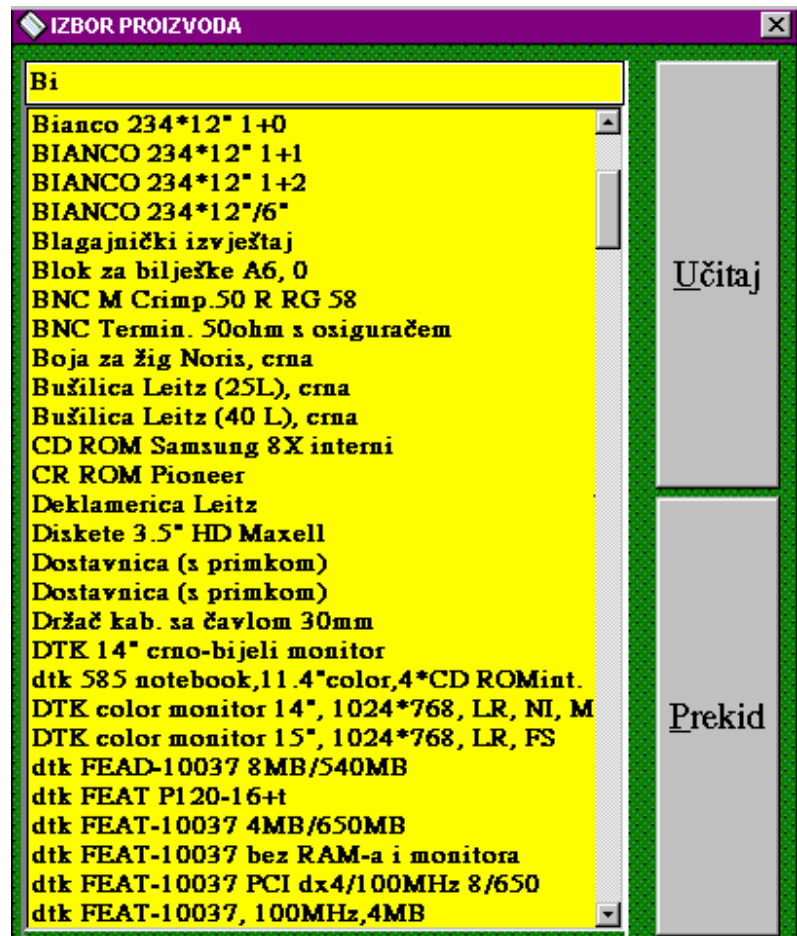 IZBOR PROIZVODA
Bi
Bianco 234*12" 1+0
BIANCO 234*12" 1+1
BIANCO 234*12" 1+2
BIANCO 234*12"/6"
Blagajnički izvještaj
Blok za bilješke A6, 0
BNC M Crimp.50 R RG 58
BNC Termin. 50ohm s osiguračem
Boja za žig Noris, crna
Bušilica Leitz (25L), crna
Bušilica Leitz (40 L), crna
CD ROM Samsung 8X interni
CR ROM Pioneer
Deklamerica Leitz
Diskete 3.5" HD Maxell
Dostavnica (s primkom)
Dostavnica (s primkom)
Držač kab. sa čavlom 30mm
DTK 14" crno-bijeli monitor
dtk 585 notebook,11.4"color,4*CD ROMint.
DTK color monitor 14", 1024*768, LR, NI, M
DTK color monitor 15", 1024*768, LR, FS
dtk FEAD-10037 8MB/540MB
dtk FEAT P120-16+t
dtk FEAT-10037 4MB/650MB
dtk FEAT-10037 bez RAM-a i monitora
dtk FEAT-10037 PCI dx4/100MHz 8/650
dtk FEAT-10037, 100MHz,4MB
Učitaj
Prekid